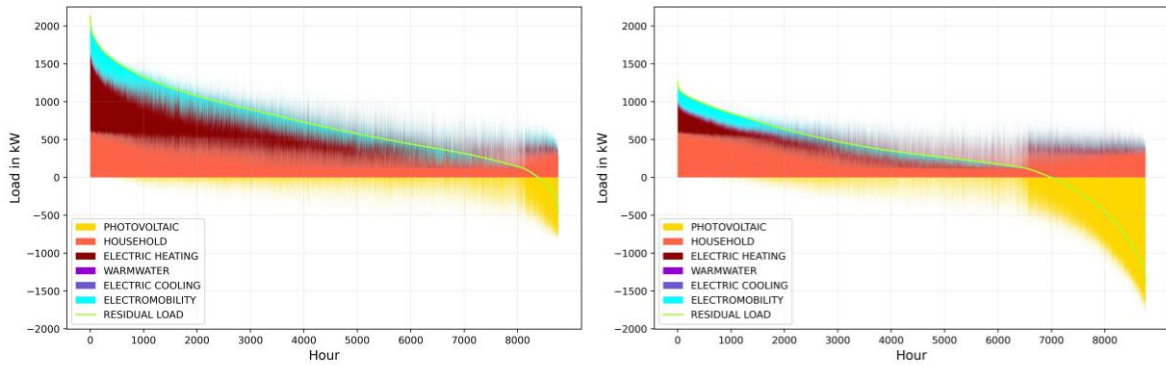 2000
1500
1000
500
0
−500
−1000
−1500
−2000
Load in kW
0 1000 2000 3000 4000 5000 6000 7000 8000
Hour
PHOTOVOLTAIC
HOUSEHOLD
ELECTRIC HEATING
WARMWATER
ELECTRIC COOLING
ELECTROMOBILITY
RESIDUAL LOAD
2000
1500
1000
500
0
−500
−1000
−1500
−2000
Load in kW
0 1000 2000 3000 4000 5000 6000 7000 8000
Hour
PHOTOVOLTAIC
HOUSEHOLD
ELECTRIC HEATING
WARMWATER
ELECTRIC COOLING
ELECTROMOBILITY
RESIDUAL LOAD